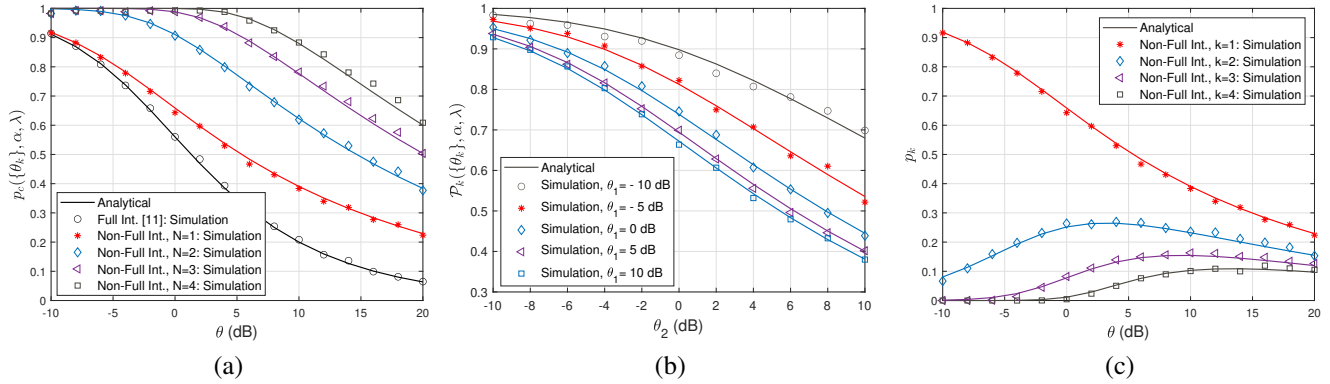 p_c({θ_k}, α, λ)
1
0.9
0.8
0.7
0.6
0.5
0.4
0.3
0.2
0.1
0
Analytical
Full Int. [11]: Simulation
Non-Full Int., N=1: Simulation
Non-Full Int., N=2: Simulation
Non-Full Int., N=3: Simulation
Non-Full Int., N=4: Simulation
-10 -5 0 5 10 15 20
θ (dB)
(a)
P_k({θ_k}, α, λ)
1
0.9
0.8
0.7
0.6
0.5
0.4
0.3
Analytical
Simulation, θ_1= - 10 dB
Simulation, θ_1= - 5 dB
Simulation, θ_1= 0 dB
Simulation, θ_1= 5 dB
Simulation, θ_1= 10 dB
-10 -8 -6 -4 -2 0 2 4 6 8 10
θ_2 (dB)
(b)
p_k
1
0.9
0.8
0.7
0.6
0.5
0.4
0.3
0.2
0.1
0
Analytical
Non-Full Int., k=1: Simulation
Non-Full Int., k=2: Simulation
Non-Full Int., k=3: Simulation
Non-Full Int., k=4: Simulation
-10 -5 0 5 10 15 20
θ (dB)
(c)